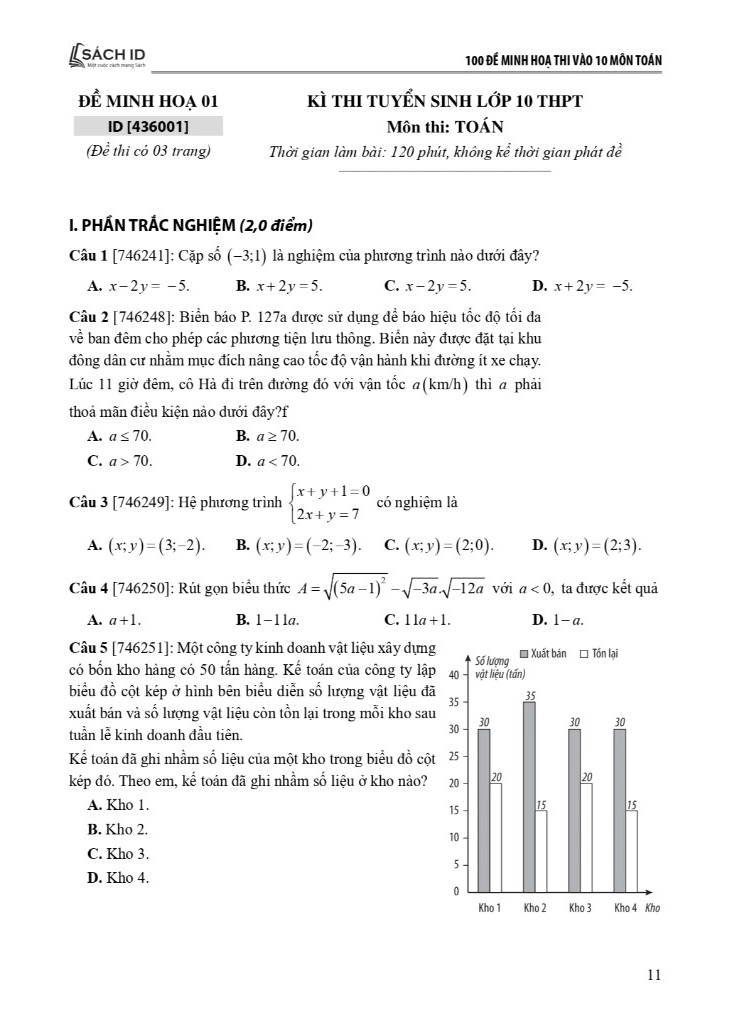 SÁCH ID
Một cuộc cách mạng Sách
100 ĐỀ MINH HOẠ THI VÀO 10 MÔN TOÁN
ĐỀ MINH HOẠ 01
ID [436001]
(Đề thi có 03 trang)
KÌ THI TUYỂN SINH LỚP 10 THPT
Môn thi: TOÁN
Thời gian làm bài: 120 phút, không kể thời gian phát đề
I. PHẦN TRẮC NGHIỆM (2,0 điểm)
Câu 1 [746241]: Cặp số (−3;1) là nghiệm của phương trình nào dưới đây?
A. x−2y = −5. B. x+2y = 5. C. x−2y = 5. D. x+2y = −5.
Câu 2 [746248]: Biển báo P. 127a được sử dụng để báo hiệu tốc độ tối đa
về ban đêm cho phép các phương tiện lưu thông. Biển này được đặt tại khu
đông dân cư nhằm mục đích nâng cao tốc độ vận hành khi đường ít xe chạy.
Lúc 11 giờ đêm, cô Hà đi trên đường đó với vận tốc a(km/h) thì a phải
thoả mãn điều kiện nào dưới đây?f
A. a ≤ 70. B. a ≥ 70.
C. a > 70. D. a < 70.
Câu 3 [746249]: Hệ phương trình {x+y+1=0 2x+y=7 có nghiệm là
A. (x;y)=(3;−2). B. (x;y)=(−2;−3). C. (x;y)=(2;0). D. (x;y)=(2;3).
Câu 4 [746250]: Rút gọn biểu thức A = √(5a−1)² − √−3a.√−12a với a < 0, ta được kết quả
A. a+1. B. 1−11a. C. 11a+1. D. 1−a.
Câu 5 [746251]: Một công ty kinh doanh vật liệu xây dựng
có bốn kho hàng có 50 tấn hàng. Kế toán của công ty lập
biểu đồ cột kép ở hình bên biểu diễn số lượng vật liệu đã
xuất bán và số lượng vật liệu còn tồn lại trong mỗi kho sau
tuần lễ kinh doanh đầu tiên.
Kế toán đã ghi nhầm số liệu của một kho trong biểu đồ cột
kép đó. Theo em, kế toán đã ghi nhầm số liệu ở kho nào?
A. Kho 1.
B. Kho 2.
C. Kho 3.
D. Kho 4.
Số lượng
vật liệu (tấn)
Xuất bán Tồn lại
40
35
30
25
20
15
10
5
0
30 20 35 15 30 20 30 15
Kho 1 Kho 2 Kho 3 Kho 4 Kho
11